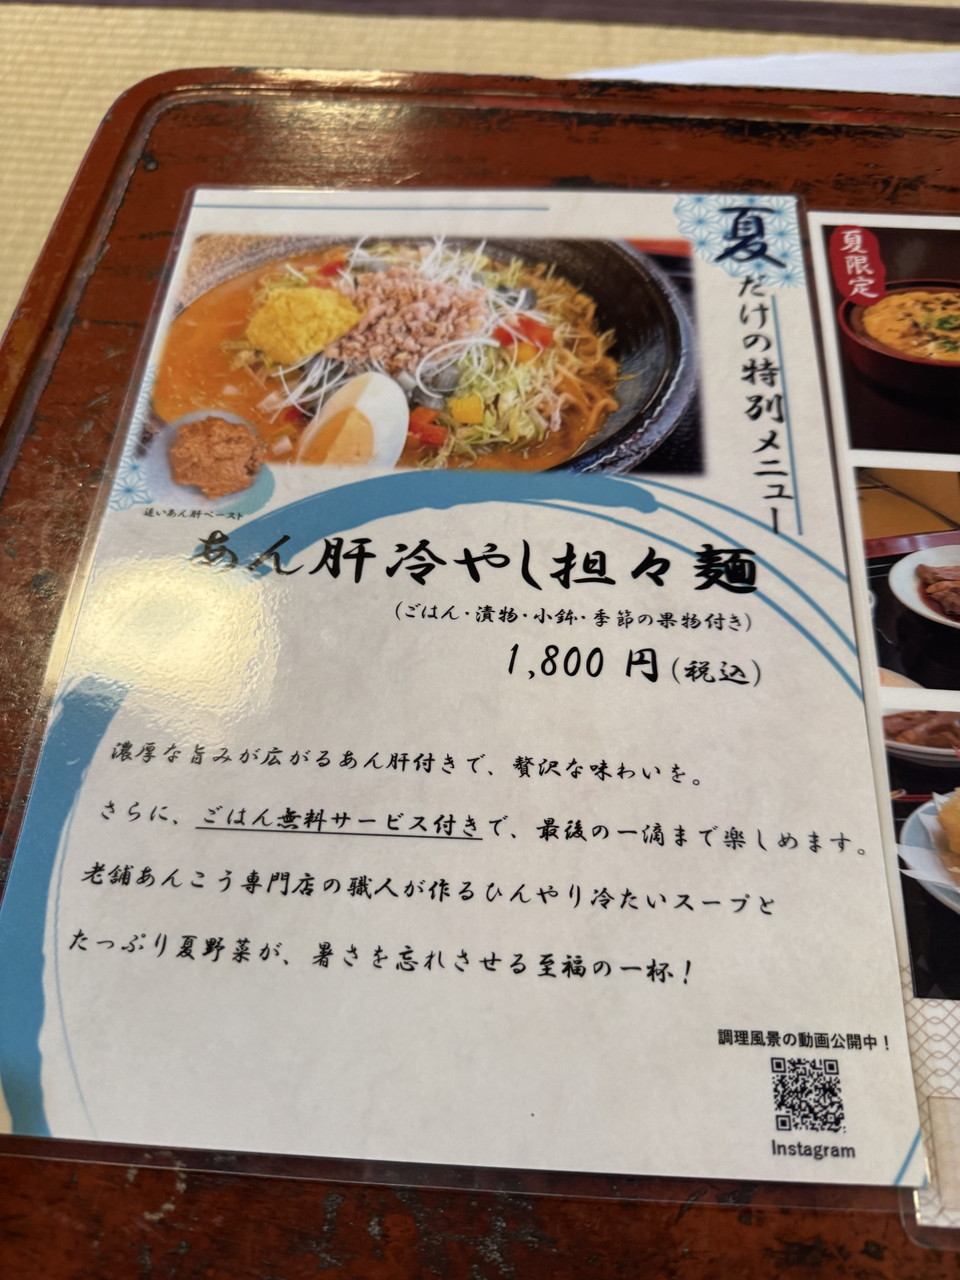 夏だけの特別メニュー
夏限定
追いあん肝ペースト
あん肝冷やし担々麺
(ごはん・漬物・小鉢・季節の果物付き)
1,800 円(税込)
濃厚な旨みが広がるあん肝付きで、贅沢な味わいを。
さらに、ごはん無料サービス付きで、最後の一滴まで楽しめます。
老舗あんこう専門店の職人が作るひんやり冷たいスープと
たっぷり夏野菜が、暑さを忘れさせる至福の一杯！
調理風景の動画公開中！
Instagram